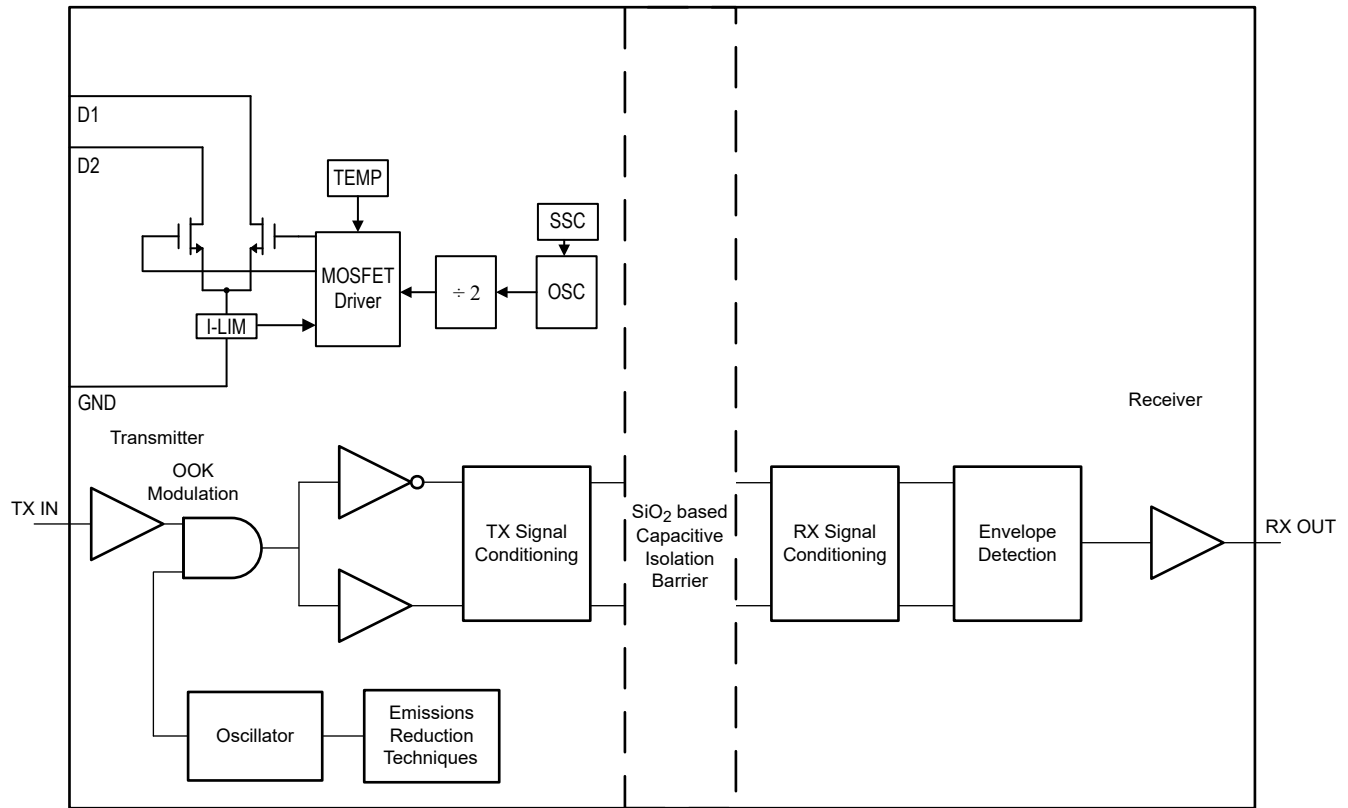 D1
D2
TEMP
SSC
MOSFET
Driver
÷ 2
OSC
I-LIM
GND
Receiver
Transmitter
OOK
Modulation
TX IN
TX Signal
Conditioning
SiO2 based
Capacitive
Isolation
Barrier
RX Signal
Conditioning
Envelope
Detection
RX OUT
Oscillator
Emissions
Reduction
Techniques